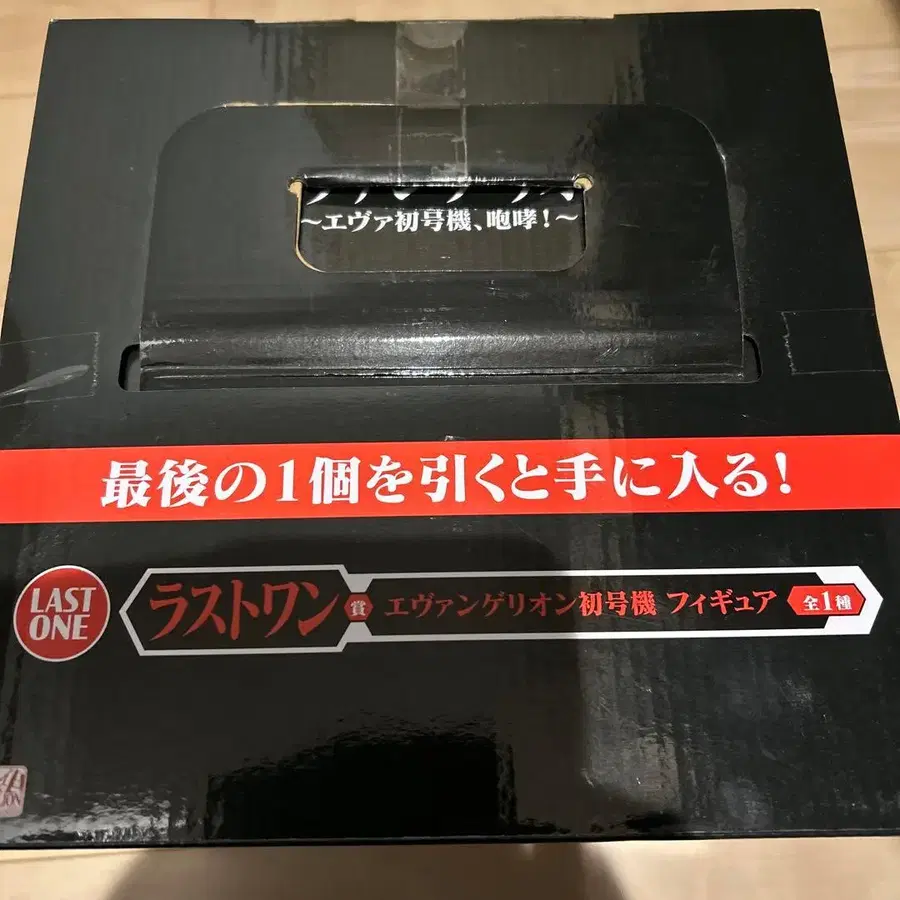 ~エヴァ初号機、咆哮!~
最後の1個を引くと手に入る!
LAST
ONE
ラストワン賞 エヴァンゲリオン初号機 フィギュア 全1種